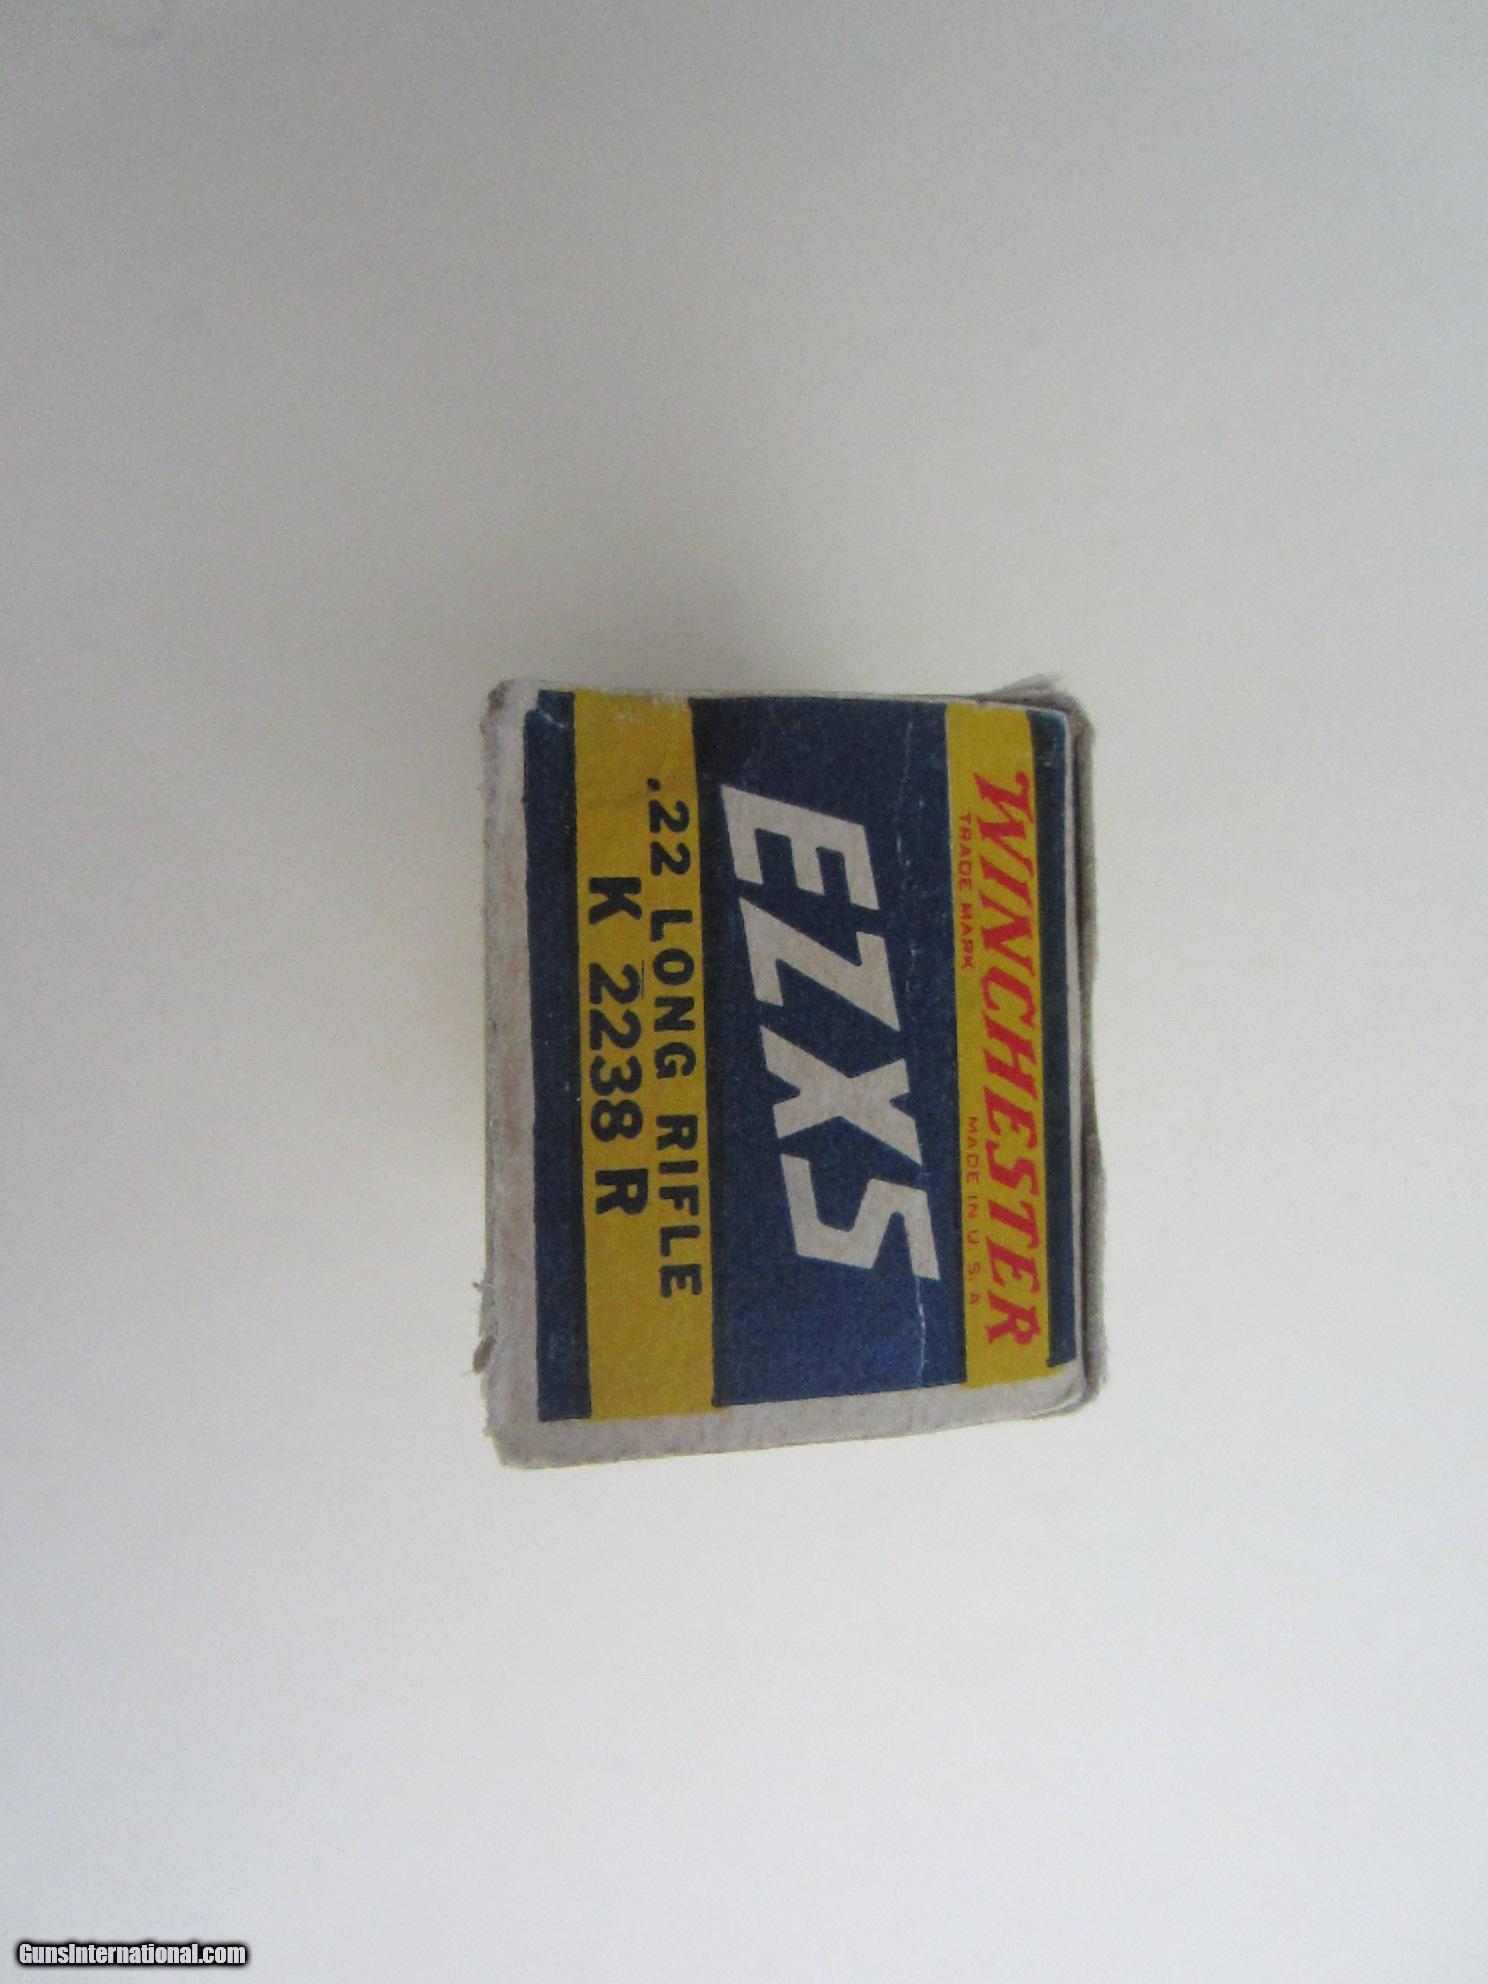 WINCHESTER
TRADE MARK MADE IN U.S.A
EZXS
.22 LONG RIFLE
K 2238 R
GunsInternational.com